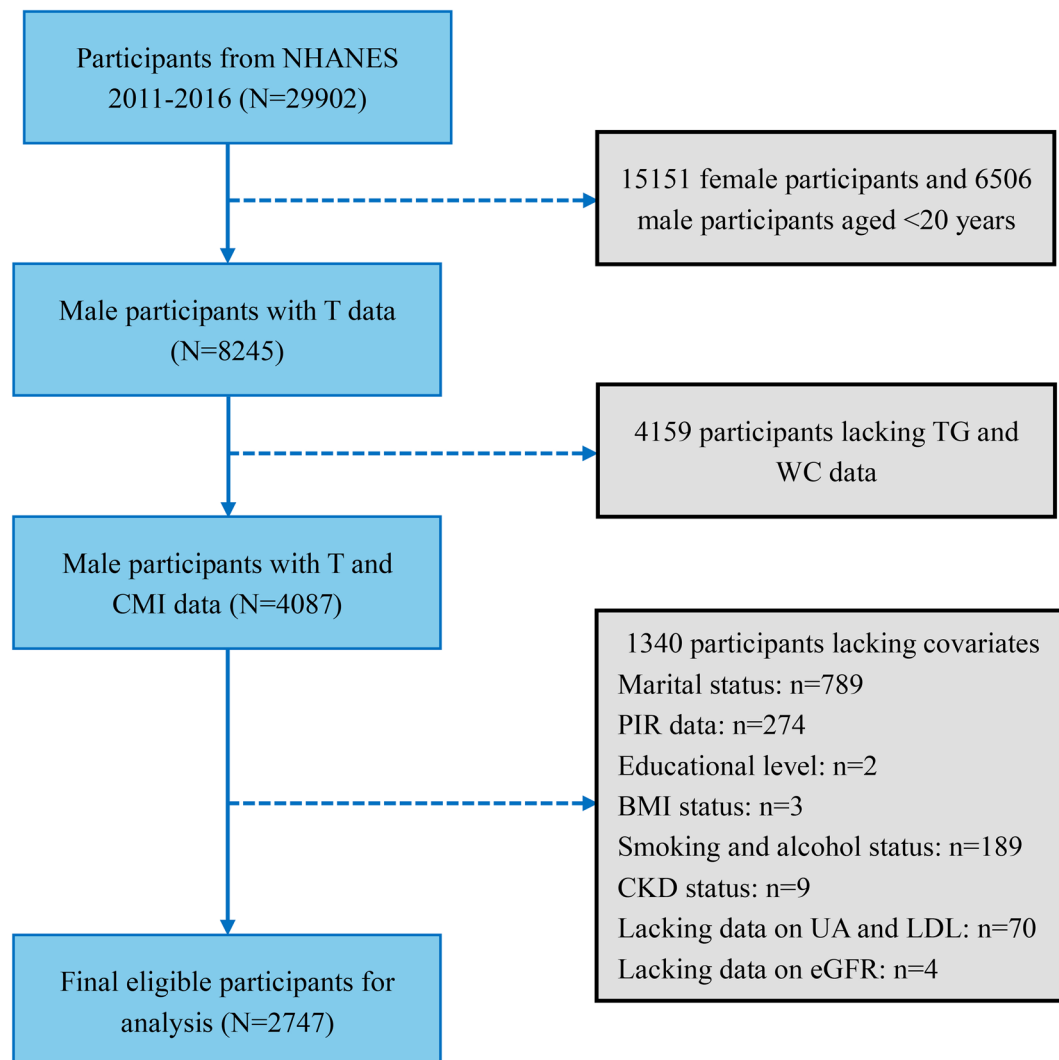 Participants from NHANES
2011-2016 (N=29902)
15151 female participants and 6506
male participants aged <20 years
Male participants with T data
(N=8245)
4159 participants lacking TG and
WC data
Male participants with T and
CMI data (N=4087)
1340 participants lacking covariates
Marital status: n=789
PIR data: n=274
Educational level: n=2
BMI status: n=3
Smoking and alcohol status: n=189
CKD status: n=9
Lacking data on UA and LDL: n=70
Lacking data on eGFR: n=4
Final eligible participants for
analysis (N=2747)